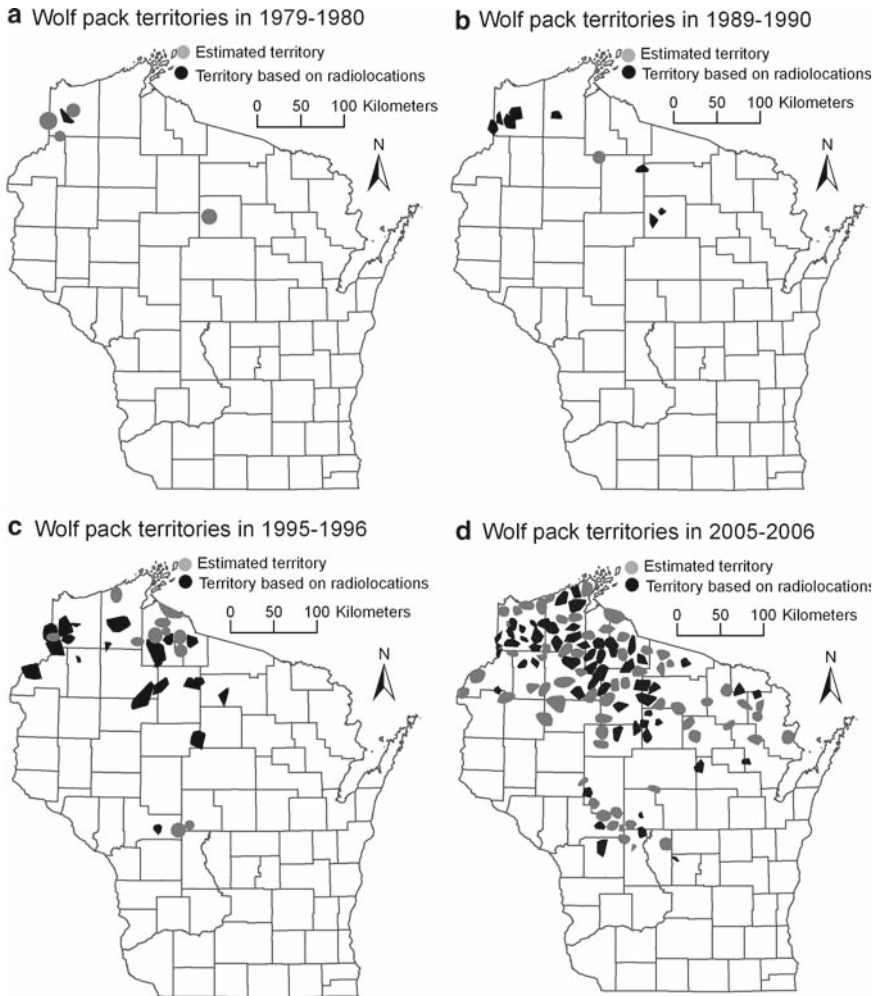 a Wolf pack territories in 1979-1980
Estimated territory
Territory based on radiolocations
0 50 100 Kilometers
N
b Wolf pack territories in 1989-1990
Estimated territory
Territory based on radiolocations
0 50 100 Kilometers
N
c Wolf pack territories in 1995-1996
Estimated territory
Territory based on radiolocations
0 50 100 Kilometers
N
d Wolf pack territories in 2005-2006
Estimated territory
Territory based on radiolocations
0 50 100 Kilometers
N